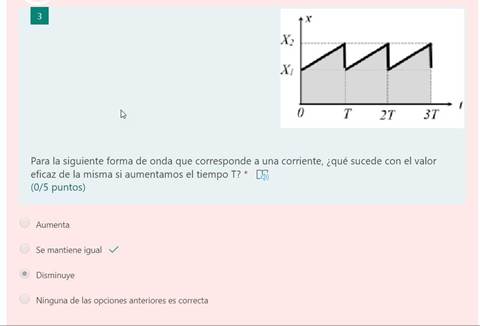 3
x
X2
X1
0 T 2T 3T t
Para la siguiente forma de onda que corresponde a una corriente, ¿qué sucede con el valor
eficaz de la misma si aumentamos el tiempo T? *
(0/5 puntos)
Aumenta
Se mantiene igual
Disminuye
Ninguna de las opciones anteriores es correcta